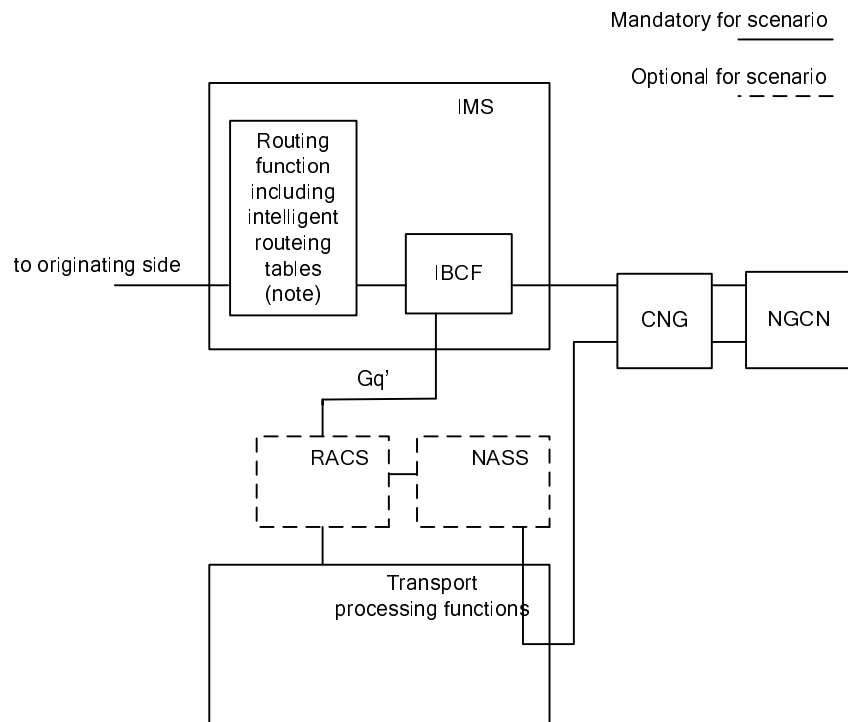 Mandatory for scenario
Optional for scenario
IMS
Routing
function
including
intelligent
routeing
tables
(note)
to originating side
IBCF
CNG
NGCN
Gq’
RACS
NASS
Transport
processing functions